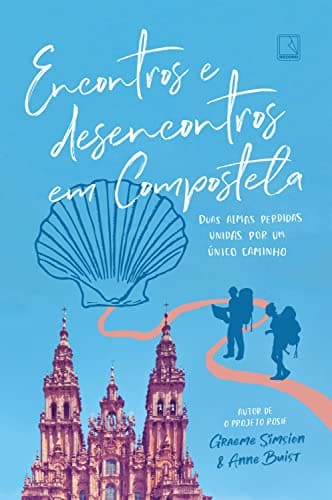 RECORD
Encontros e
desencontros
em Compostela
DUAS ALMAS PERDIDAS
UNIDAS POR UM
ÚNICO CAMINHO
AUTOR DE
O PROJETO ROSIE
Graeme Simsion
& Anne Buist